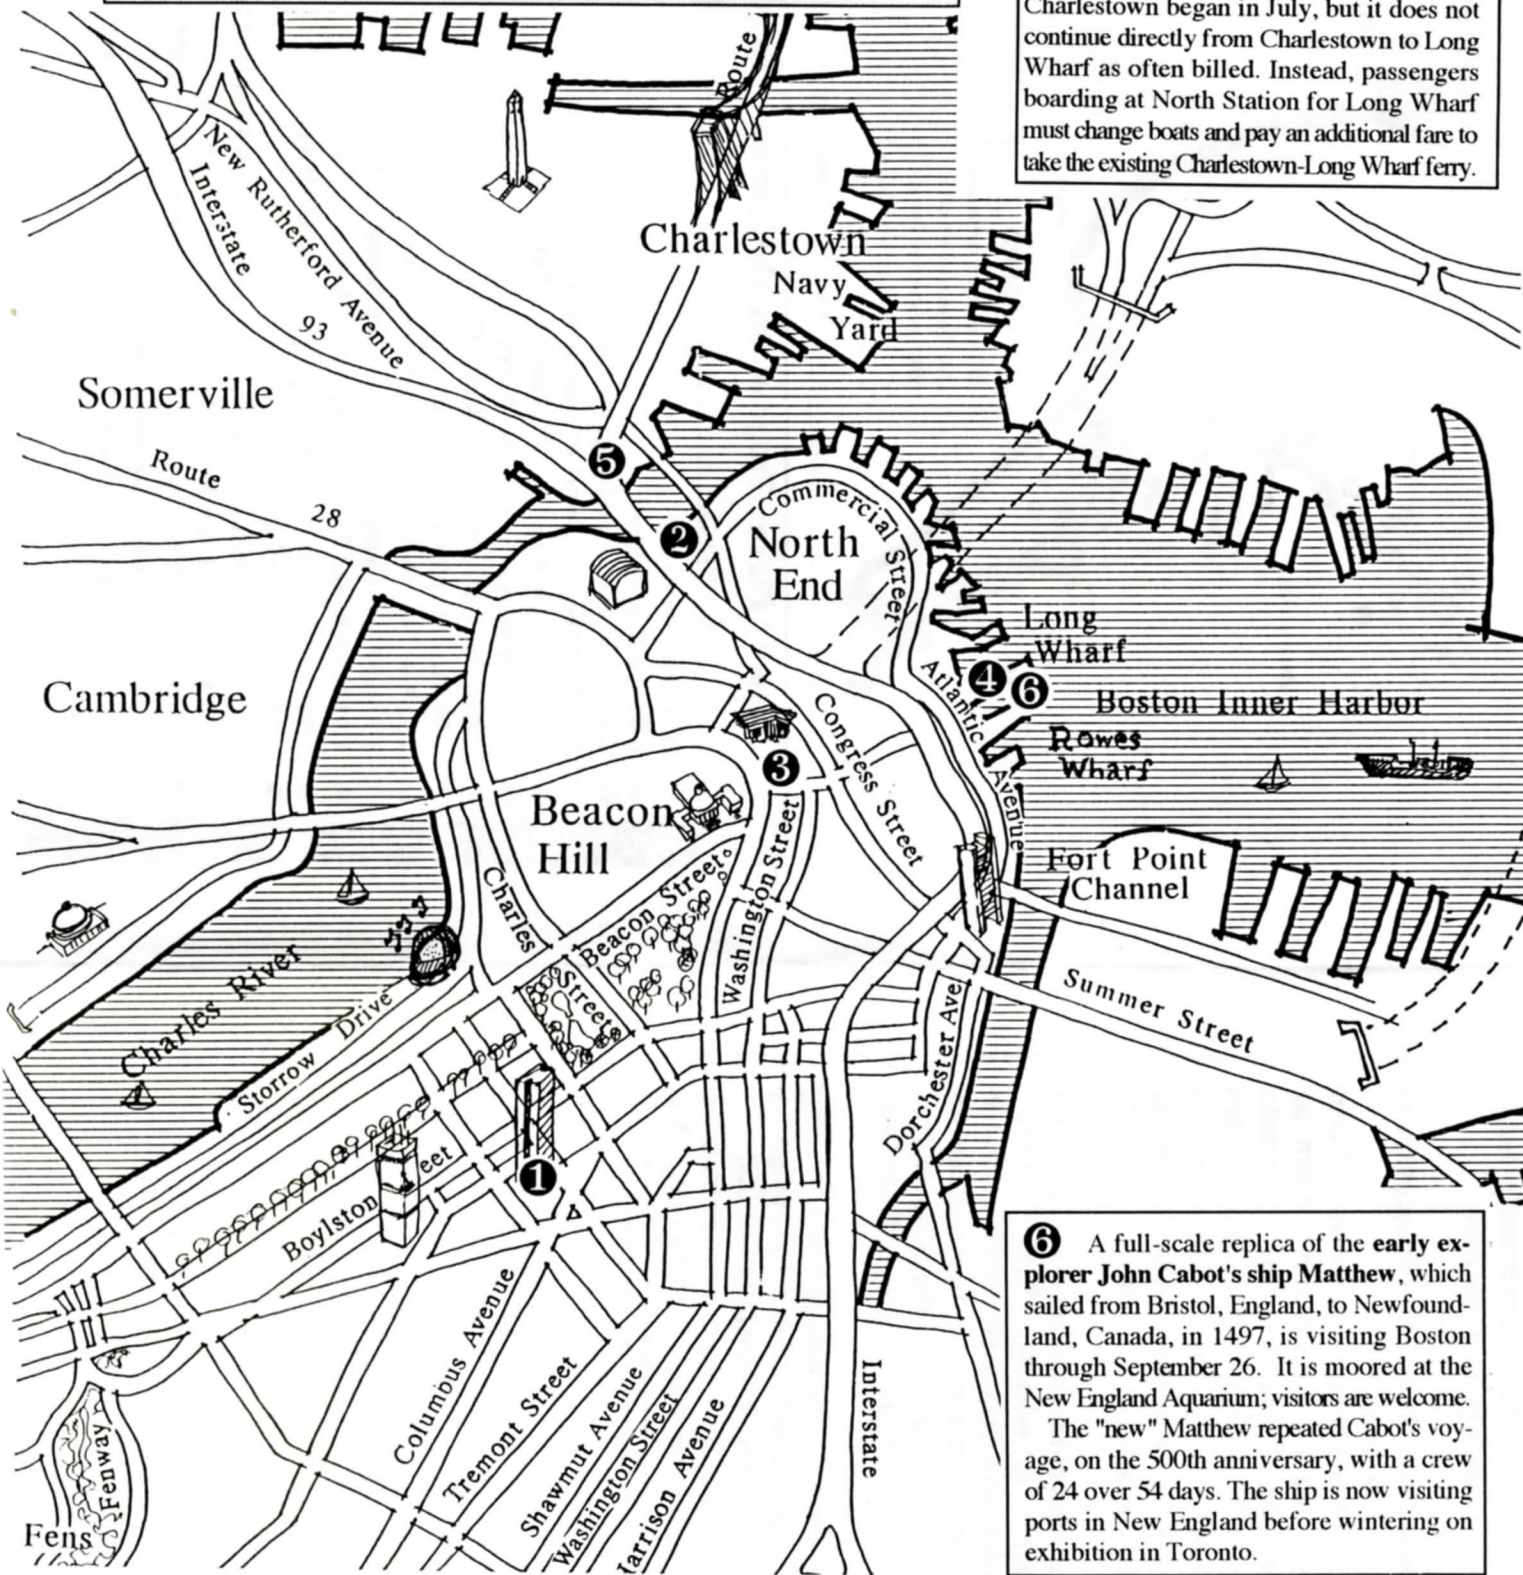 Charlestown began in July, but it does not
continue directly from Charlestown to Long
Wharf as often billed. Instead, passengers
boarding at North Station for Long Wharf
must change boats and pay an additional fare to
take the existing Charlestown-Long Wharf ferry.
Route
New Rutherford Avenue
Interstate
93
Charlestown
Navy
Yard
Somerville
Route
28
5
2
Commercial Street
North
End
Long
Wharf
4
6
Cambridge
Atlantic
Avenue
Boston Inner Harbor
Rowes
Wharf
Congress Street
3
Beacon
Hill
Fort Point
Channel
Charles
Street
Beacon Street
Washington Street
Charles River
Storrow Drive
Summer Street
Dorchester Ave
1
Boylston
eet
Columbus Avenue
Tremont Street
Shawmut Avenue
Washington Street
Harrison Avenue
Interstate
Fenway
Fens
6 A full-scale replica of the early ex-
plorer John Cabot's ship Matthew, which
sailed from Bristol, England, to Newfound-
land, Canada, in 1497, is visiting Boston
through September 26. It is moored at the
New England Aquarium; visitors are welcome.
The "new" Matthew repeated Cabot's voy-
age, on the 500th anniversary, with a crew
of 24 over 54 days. The ship is now visiting
ports in New England before wintering on
exhibition in Toronto.